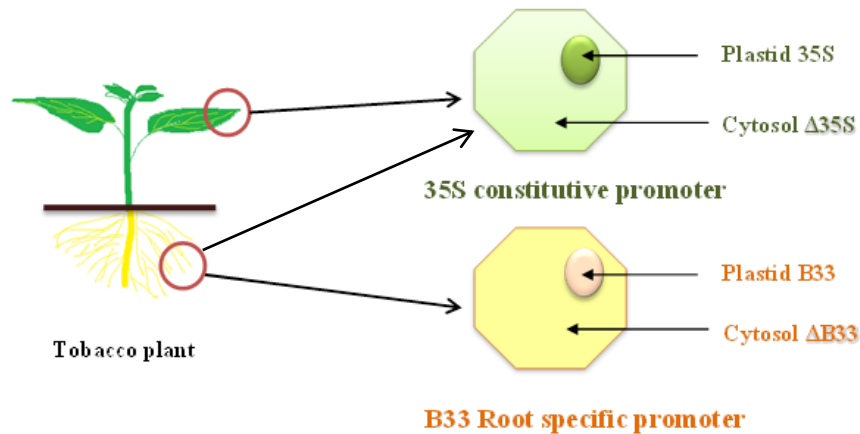 Plastid 35S
Cytosol Δ35S
35S constitutive promoter
Plastid B33
Cytosol ΔB33
Tobacco plant
B33 Root specific promoter